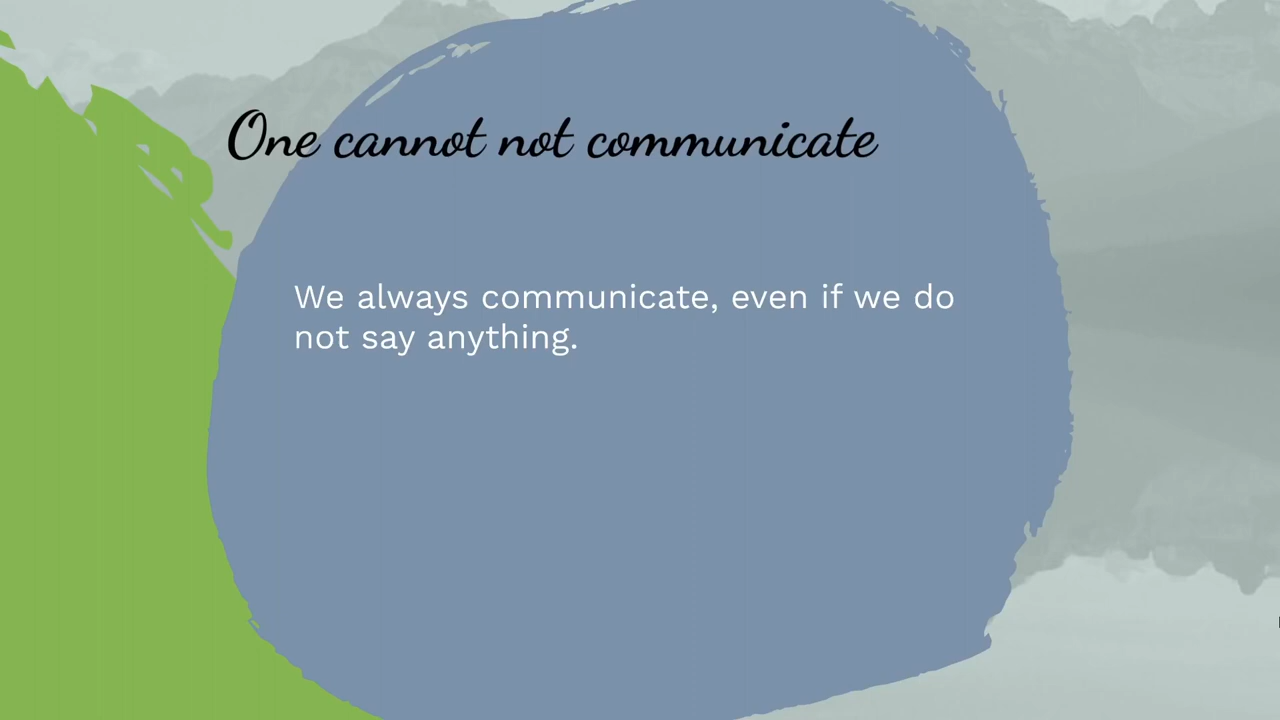 One cannot not communicate
We always communicate, even if we do
not say anything.